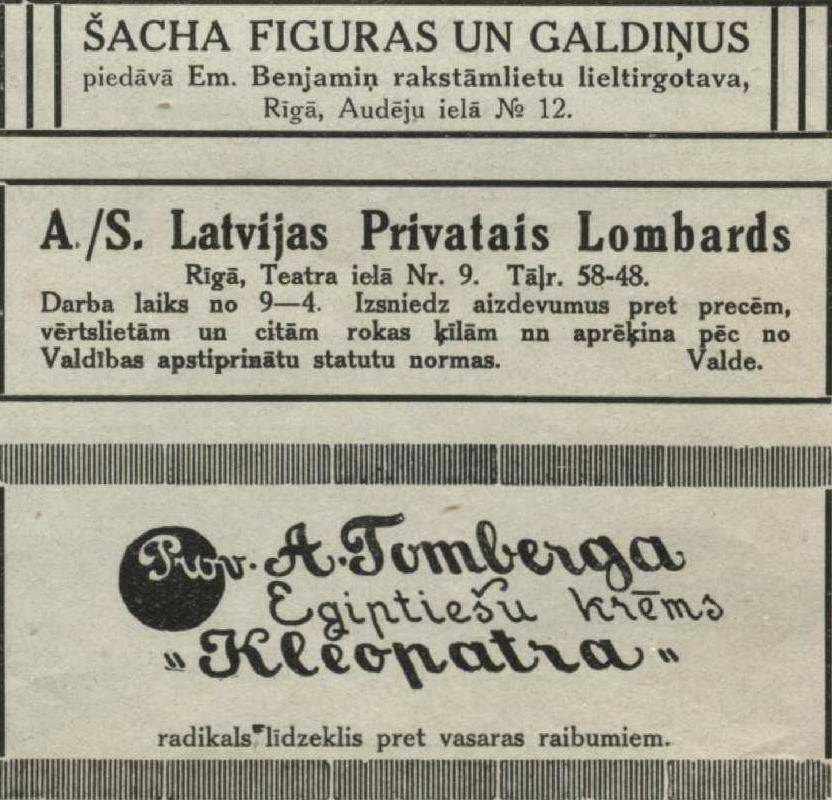 ŠACHA FIGURAS UN GALDIŅUS
piedāvā Em. Benjamiņ rakstāmlietu lieltirgotava,
Rīgā, Audēju ielā № 12.
A./S. Latvijas Privatais Lombards
Rīgā, Teatra ielā Nr. 9. Tāļr. 58-48.
Darba laiks no 9—4. Izsniedz aizdevumus pret precēm,
vērtslietām un citām rokas ķīlām nn aprēķina pēc no
Valdības apstiprinātu statutu normas. Valde.
Prov. A. Tomberga
Egiptiešu krēms
„Kleopatra"
radikals līdzeklis pret vasaras raibumiem.